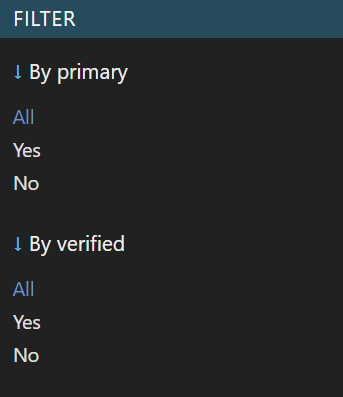 FILTER
↓ By primary
All
Yes
No
↓ By verified
All
Yes
No